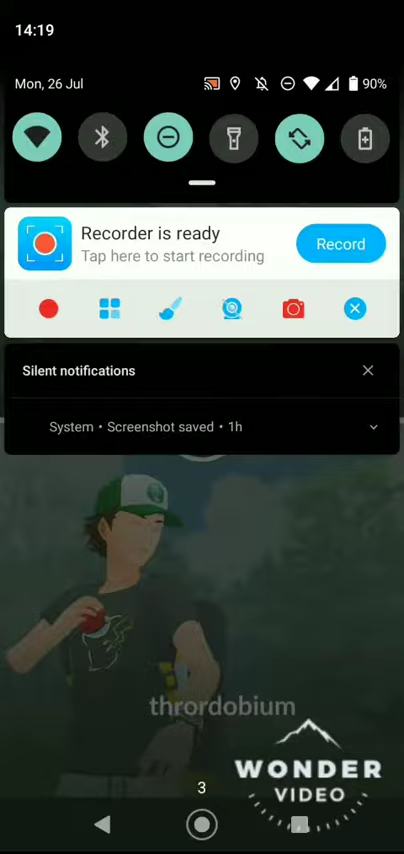 14:19
Mon, 26 Jul
90%
Recorder is ready
Tap here to start recording
Record
Silent notifications
System • Screenshot saved • 1h
thrordobium
WONDER
VIDEO
3